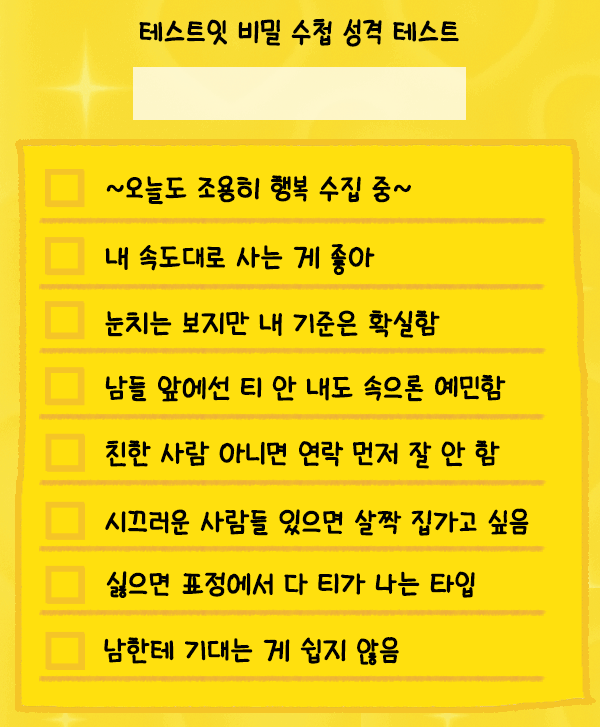 테스트잇 비밀 수첩 성격 테스트
~오늘도 조용히 행복 수집 중~
내 속도대로 사는 게 좋아
눈치는 보지만 내 기준은 확실함
남들 앞에선 티 안 내도 속으론 예민함
친한 사람 아니면 연락 먼저 잘 안 함
시끄러운 사람들 있으면 살짝 집가고 싶음
싫으면 표정에서 다 티가 나는 타입
남한테 기대는 게 쉽지 않음